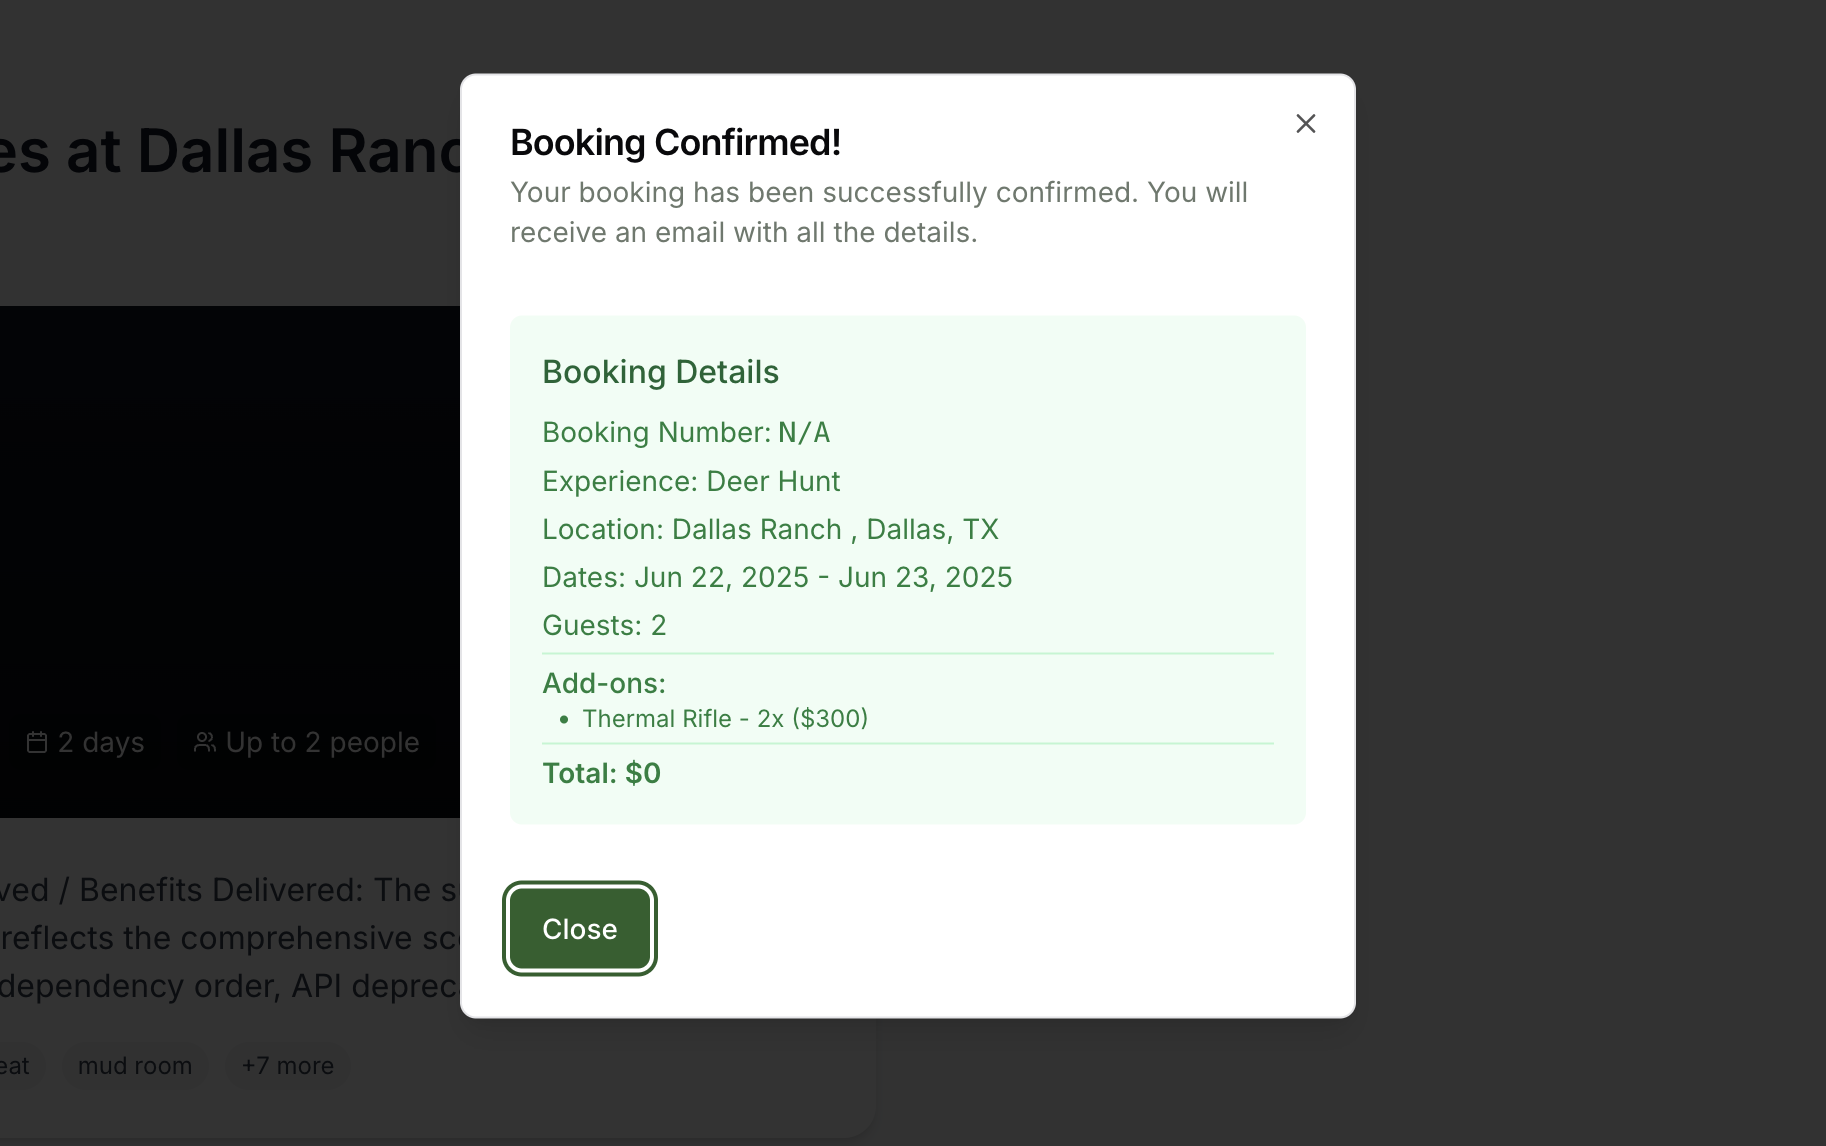 es at Dallas Ranc
Booking Confirmed!
Your booking has been successfully confirmed. You will
receive an email with all the details.
Booking Details
Booking Number: N/A
Experience: Deer Hunt
Location: Dallas Ranch , Dallas, TX
Dates: Jun 22, 2025 - Jun 23, 2025
Guests: 2
Add-ons:
• Thermal Rifle - 2x ($300)
Total: $0
Close
2 days
Up to 2 people
ved / Benefits Delivered: The s
reflects the comprehensive sc
dependency order, API deprec
eat
mud room
+7 more